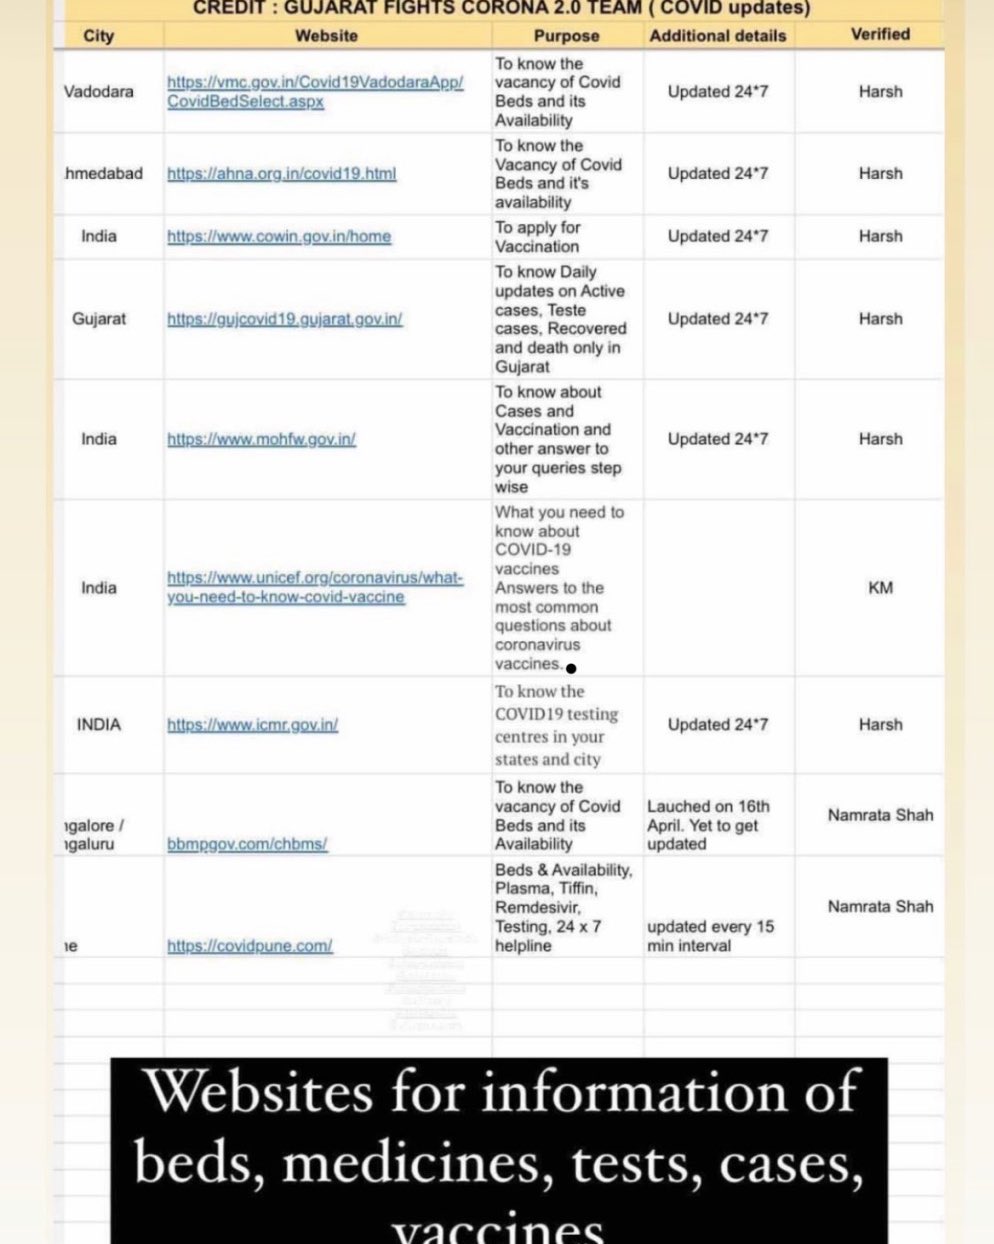 CREDIT : GUJARAT FIGHTS CORONA 2.0 TEAM ( COVID updates)
City Website Purpose Additional details Verified
Vadodara
https://vmc.gov.in/Covid19VadodaraApp/
CovidBedSelect.aspx
To know the
vacancy of Covid
Beds and its
Availability
Updated 24*7
Harsh
hmedabad
https://ahna.org.in/covid19.html
To know the
Vacancy of Covid
Beds and it's
availability
Updated 24*7
Harsh
India
https://www.cowin.gov.in/home
To apply for
Vaccination
Updated 24*7
Harsh
Gujarat
https://gujcovid19.gujarat.gov.in/
To know Daily
updates on Active
cases, Teste
cases, Recovered
and death only in
Gujarat
Updated 24*7
Harsh
India
https://www.mohfw.gov.in/
To know about
Cases and
Vaccination and
other answer to
your queries step
wise
Updated 24*7
Harsh
India
https://www.unicef.org/coronavirus/what-
you-need-to-know-covid-vaccine
What you need to
know about
COVID-19
vaccines
Answers to the
most common
questions about
coronavirus
vaccines.
KM
INDIA
https://www.icmr.gov.in/
To know the
COVID19 testing
centres in your
states and city
Updated 24*7
Harsh
ngalore /
ngaluru
bbmpgov.com/chbms/
To know the
vacancy of Covid
Beds and its
Availability
Lauched on 16th
April. Yet to get
updated
Namrata Shah
ne
https://covidpune.com/
Beds & Availability,
Plasma, Tiffin,
Remdesivir,
Testing, 24 x 7
helpline
updated every 15
min interval
Namrata Shah
Websites for information of
beds, medicines, tests, cases,
vaccines